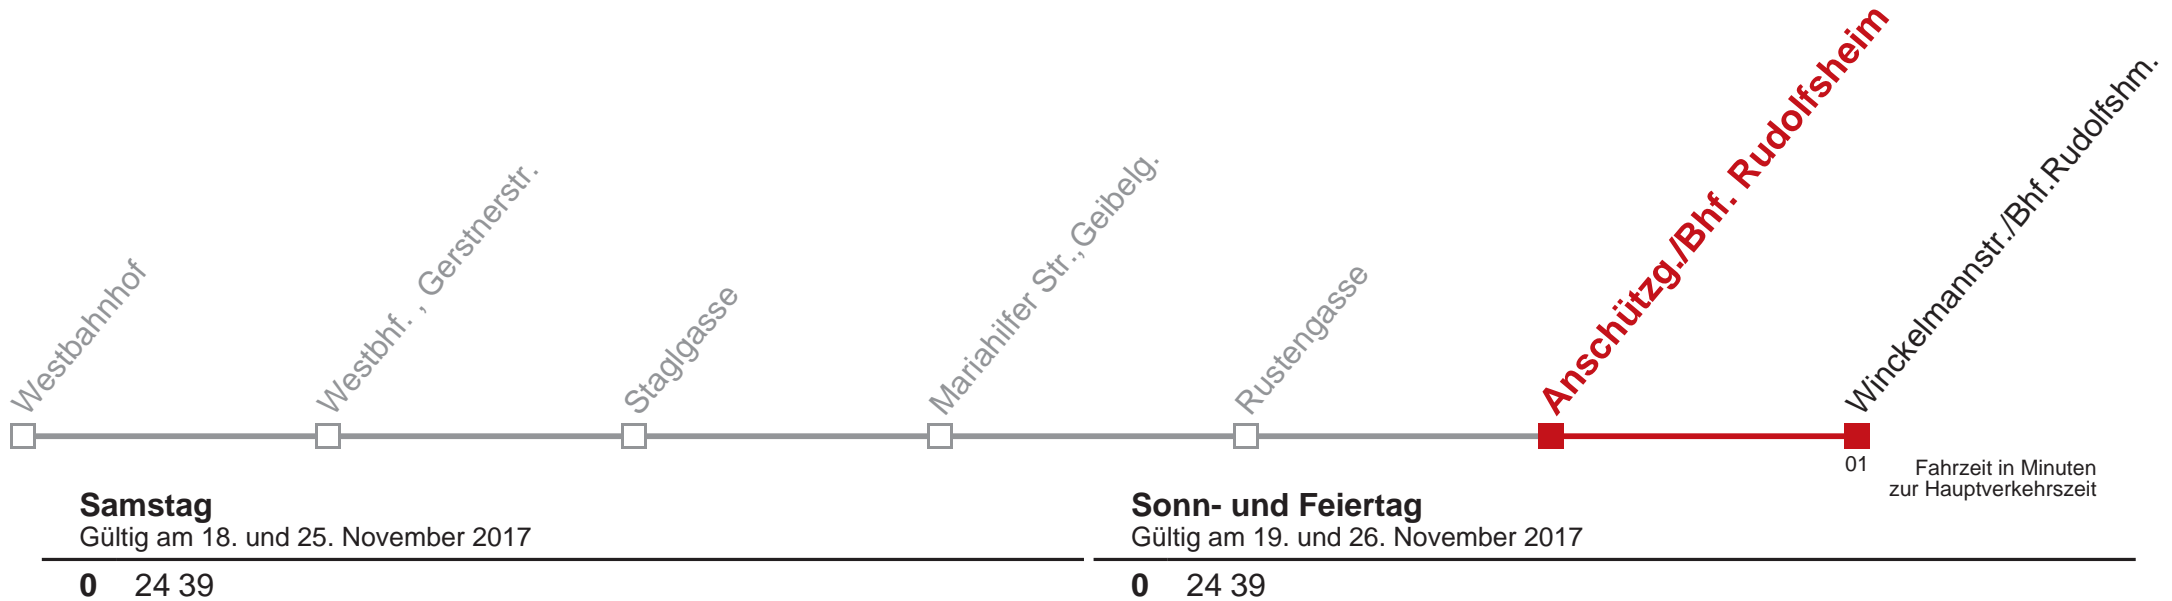 Westbahnhof
Westbhf. , Gerstnerstr.
Staglgasse
Mariahilfer Str.,Geibelg.
Rustengasse
Anschützg./Bhf. Rudolfsheim
Winckelmannstr./Bhf.Rudolfshm.
01
Fahrzeit in Minuten
zur Hauptverkehrszeit
Samstag
Gültig am 18. und 25. November 2017
0 24 39
Sonn- und Feiertag
Gültig am 19. und 26. November 2017
0 24 39